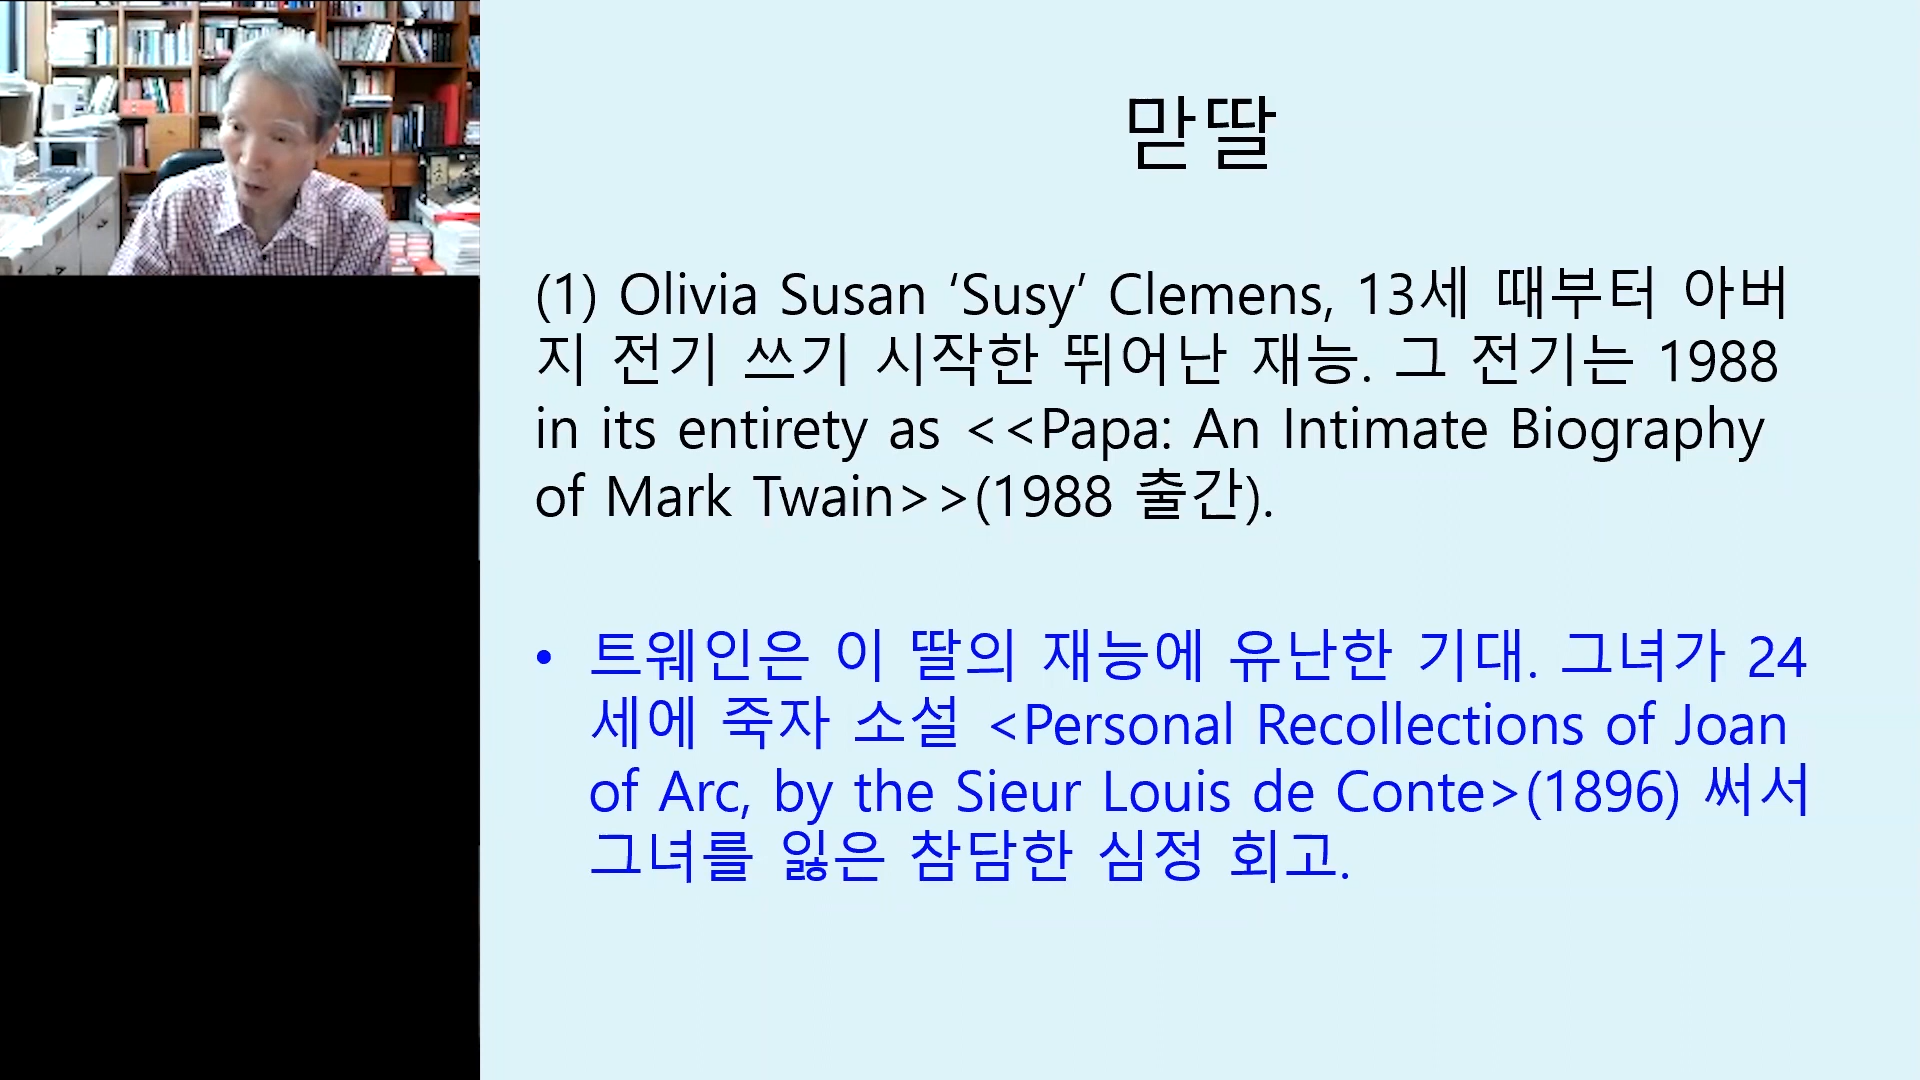 맏딸
(1) Olivia Susan ‘Susy’ Clemens, 13세 때부터 아버
지 전기 쓰기 시작한 뛰어난 재능. 그 전기는 1988
in its entirety as <<Papa: An Intimate Biography
of Mark Twain>>(1988 출간).
• 트웨인은 이 딸의 재능에 유난한 기대. 그녀가 24
세에 죽자 소설 <Personal Recollections of Joan
of Arc, by the Sieur Louis de Conte>(1896) 써서
그녀를 잃은 참담한 심정 회고.